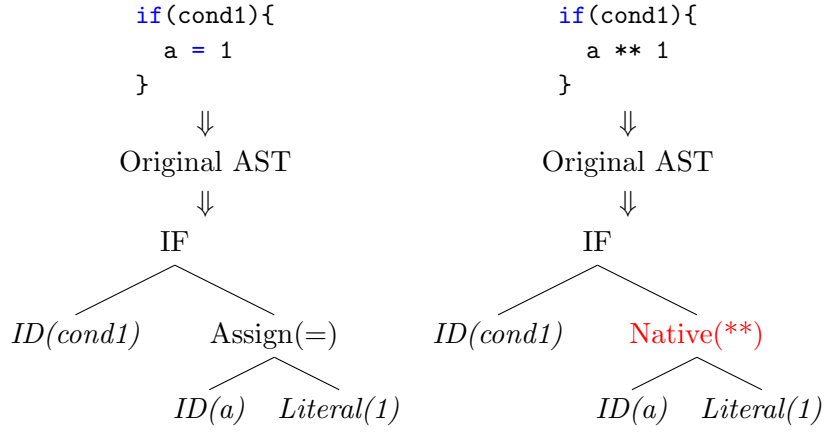 if(cond1){
a = 1
}
⇓
Original AST
⇓
IF
ID(cond1) Assign(=)
ID(a) Literal(1)
if(cond1){
a ** 1
}
⇓
Original AST
⇓
IF
ID(cond1) Native(**)
ID(a) Literal(1)